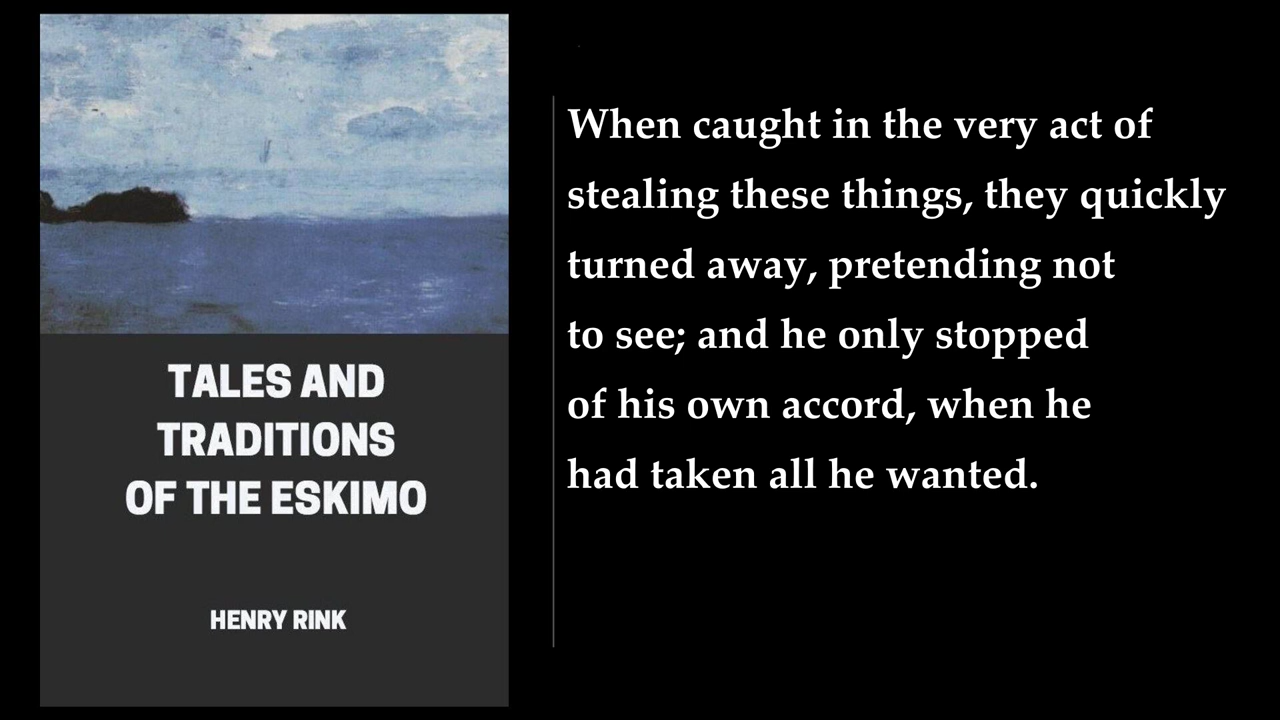 TALES AND
TRADITIONS
OF THE ESKIMO
HENRY RINK
When caught in the very act of
stealing these things, they quickly
turned away, pretending not
to see; and he only stopped
of his own accord, when he
had taken all he wanted.